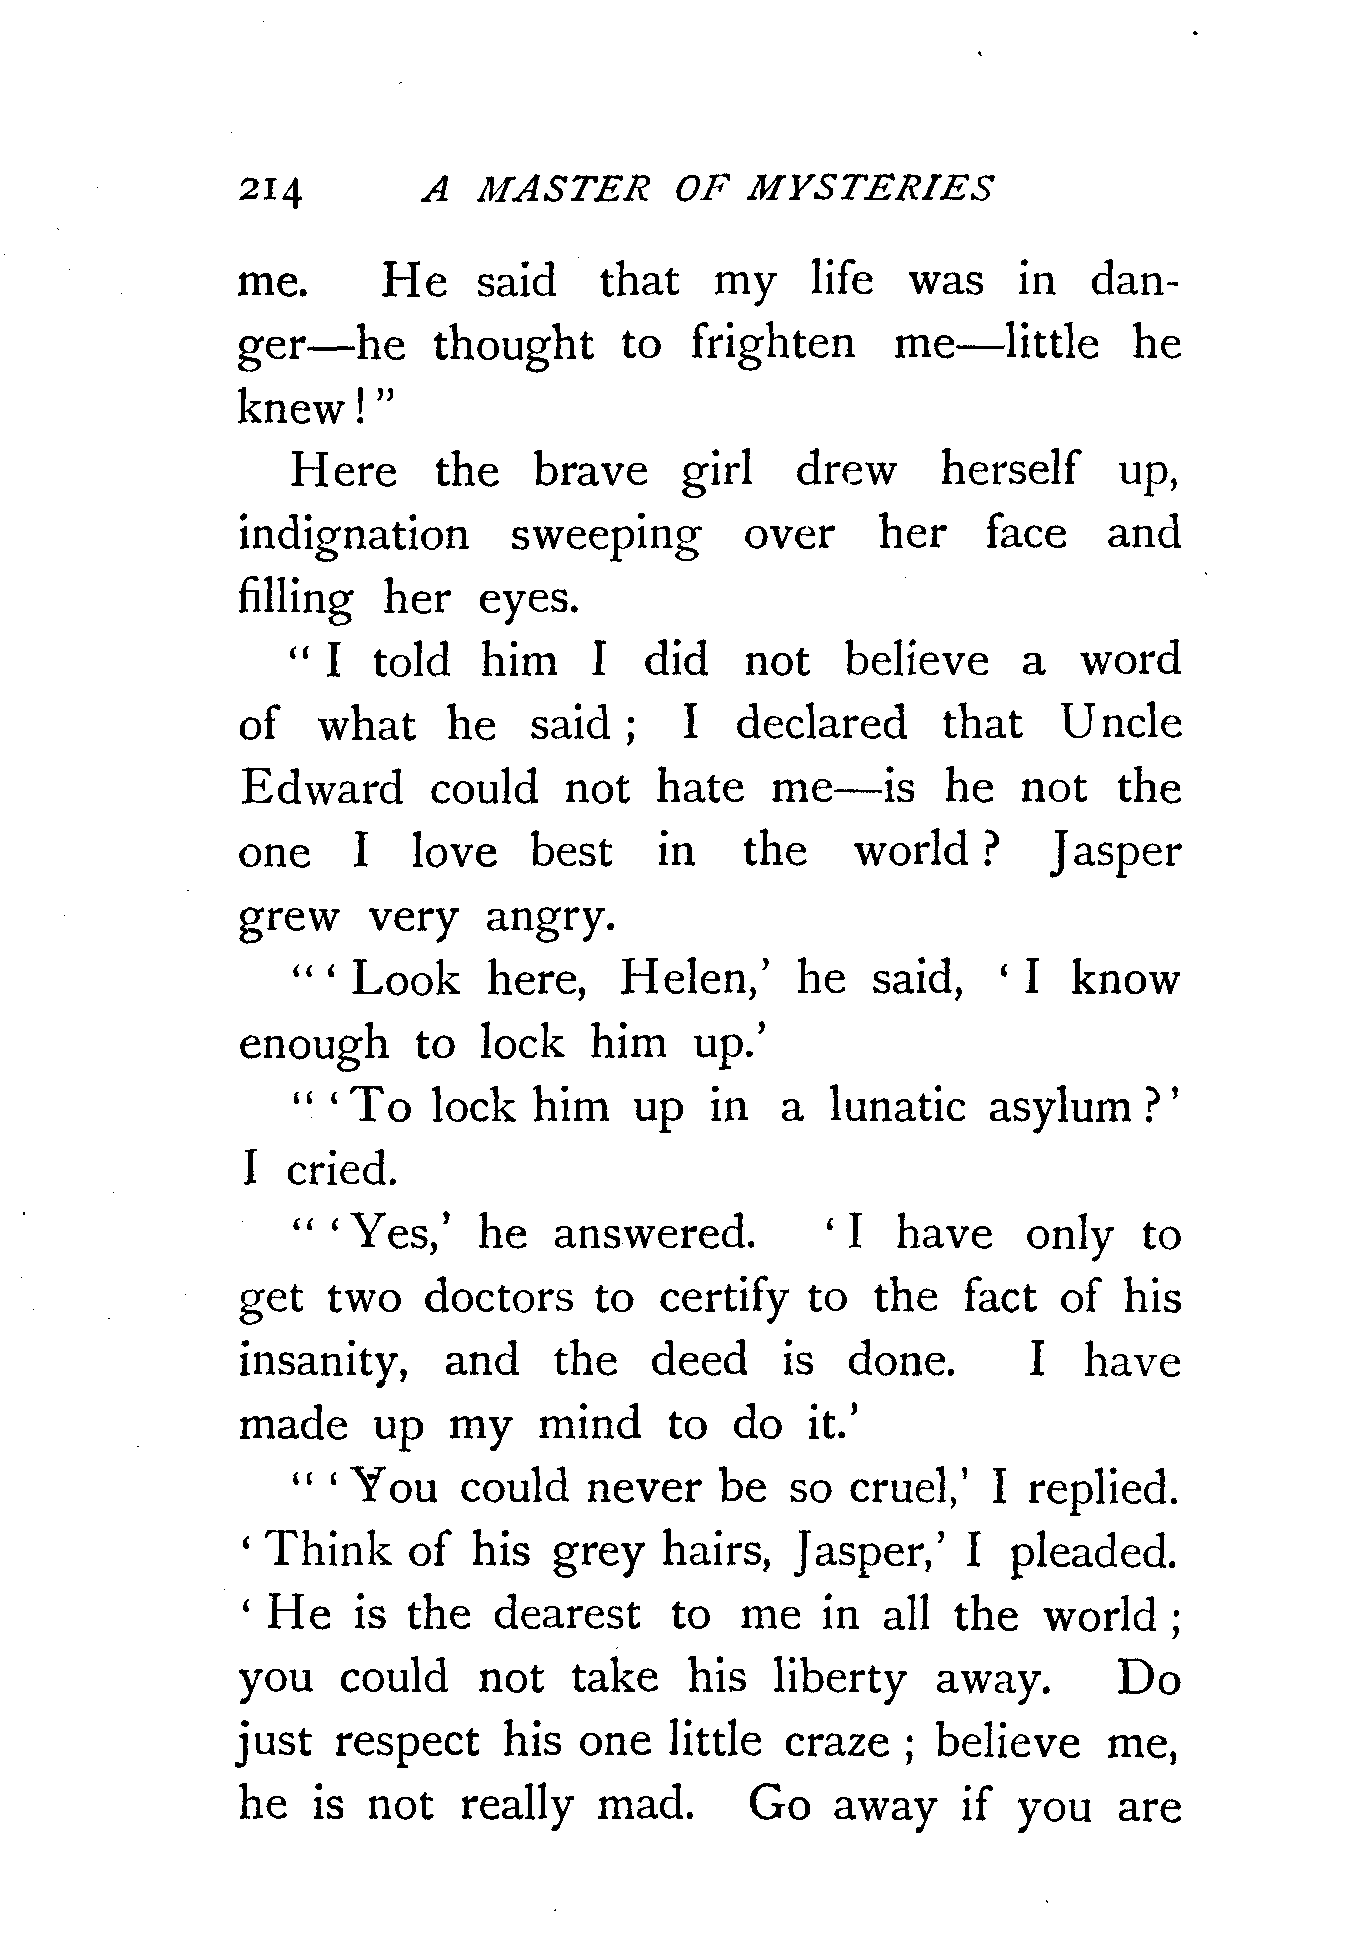 214 A MASTER OF MYSTERIES
me. He said that my life was in dan-
ger—he thought to frighten me—little he
knew!”
Here the brave girl drew herself up,
indignation sweeping over her face and
filling her eyes.
“I told him I did not believe a word
of what he said; I declared that Uncle
Edward could not hate me—is he not the
one I love best in the world? Jasper
grew very angry.
“‘Look here, Helen,’ he said, ‘I know
enough to lock him up.’
“‘To lock him up in a lunatic asylum?’
I cried.
“‘Yes,’ he answered. ‘I have only to
get two doctors to certify to the fact of his
insanity, and the deed is done. I have
made up my mind to do it.’
“‘You could never be so cruel,’ I replied.
‘Think of his grey hairs, Jasper,’ I pleaded.
‘He is the dearest to me in all the world;
you could not take his liberty away. Do
just respect his one little craze; believe me,
he is not really mad. Go away if you are